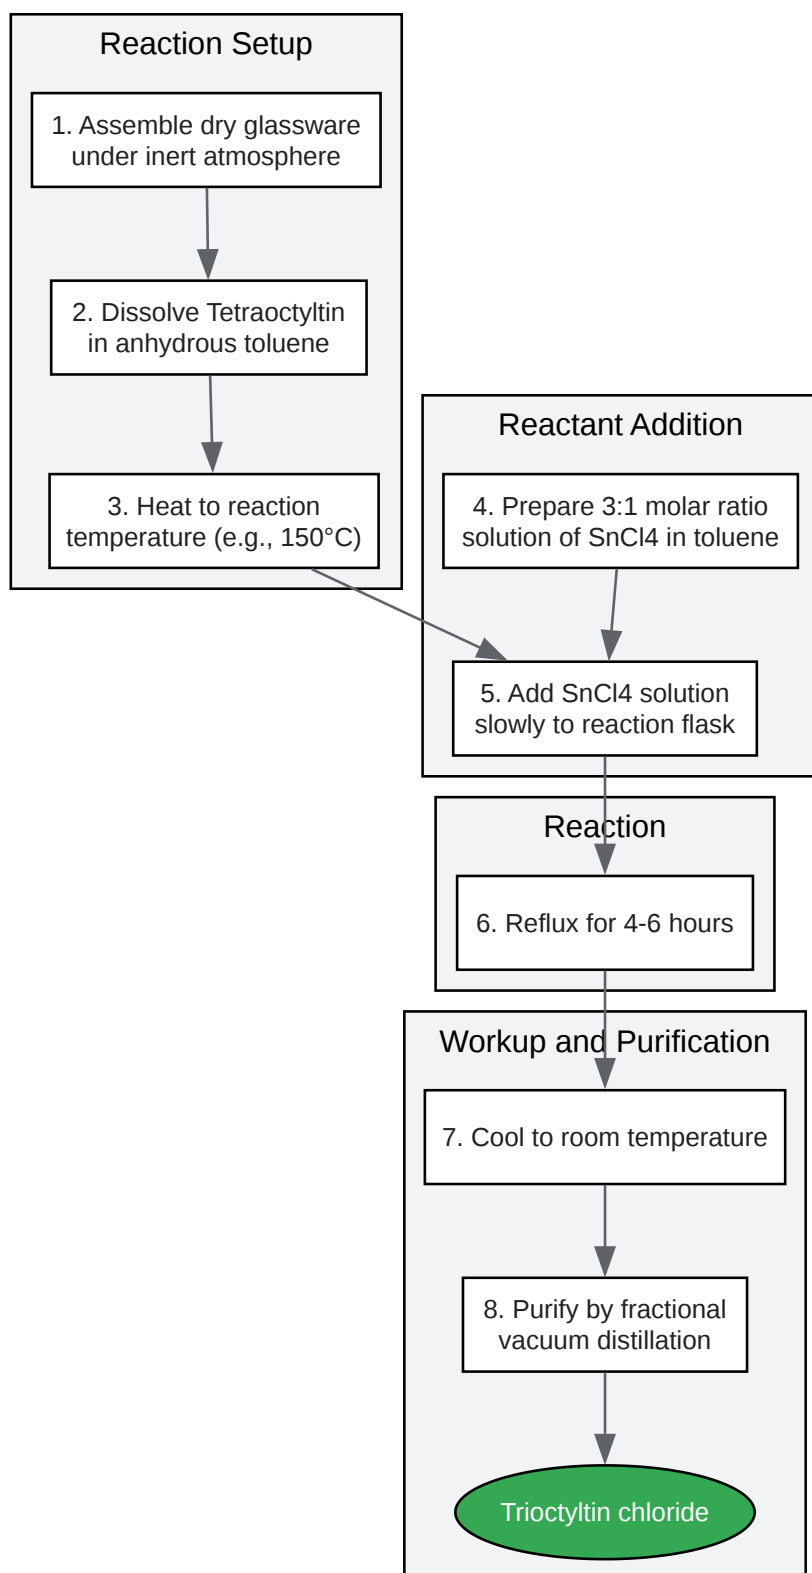 Reaction Setup
1. Assemble dry glassware
under inert atmosphere
2. Dissolve Tetraoctyltin
in anhydrous toluene
3. Heat to reaction
temperature (e.g., 150°C)
Reactant Addition
4. Prepare 3:1 molar ratio
solution of SnCl4 in toluene
5. Add SnCl4 solution
slowly to reaction flask
Reaction
6. Reflux for 4-6 hours
Workup and Purification
7. Cool to room temperature
8. Purify by fractional
vacuum distillation
Trioctyltin chloride